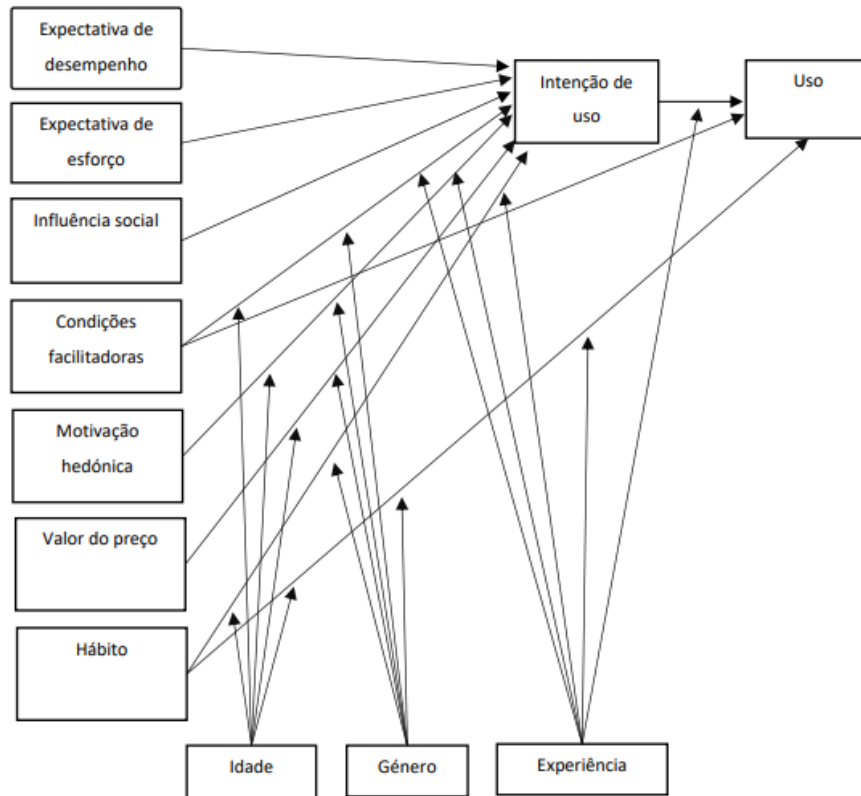 Expectativa de
desempenho
Expectativa de
esforço
Influência social
Condições
facilitadoras
Motivação
hedónica
Valor do preço
Hábito
Intenção de
uso
Uso
Idade
Género
Experiência